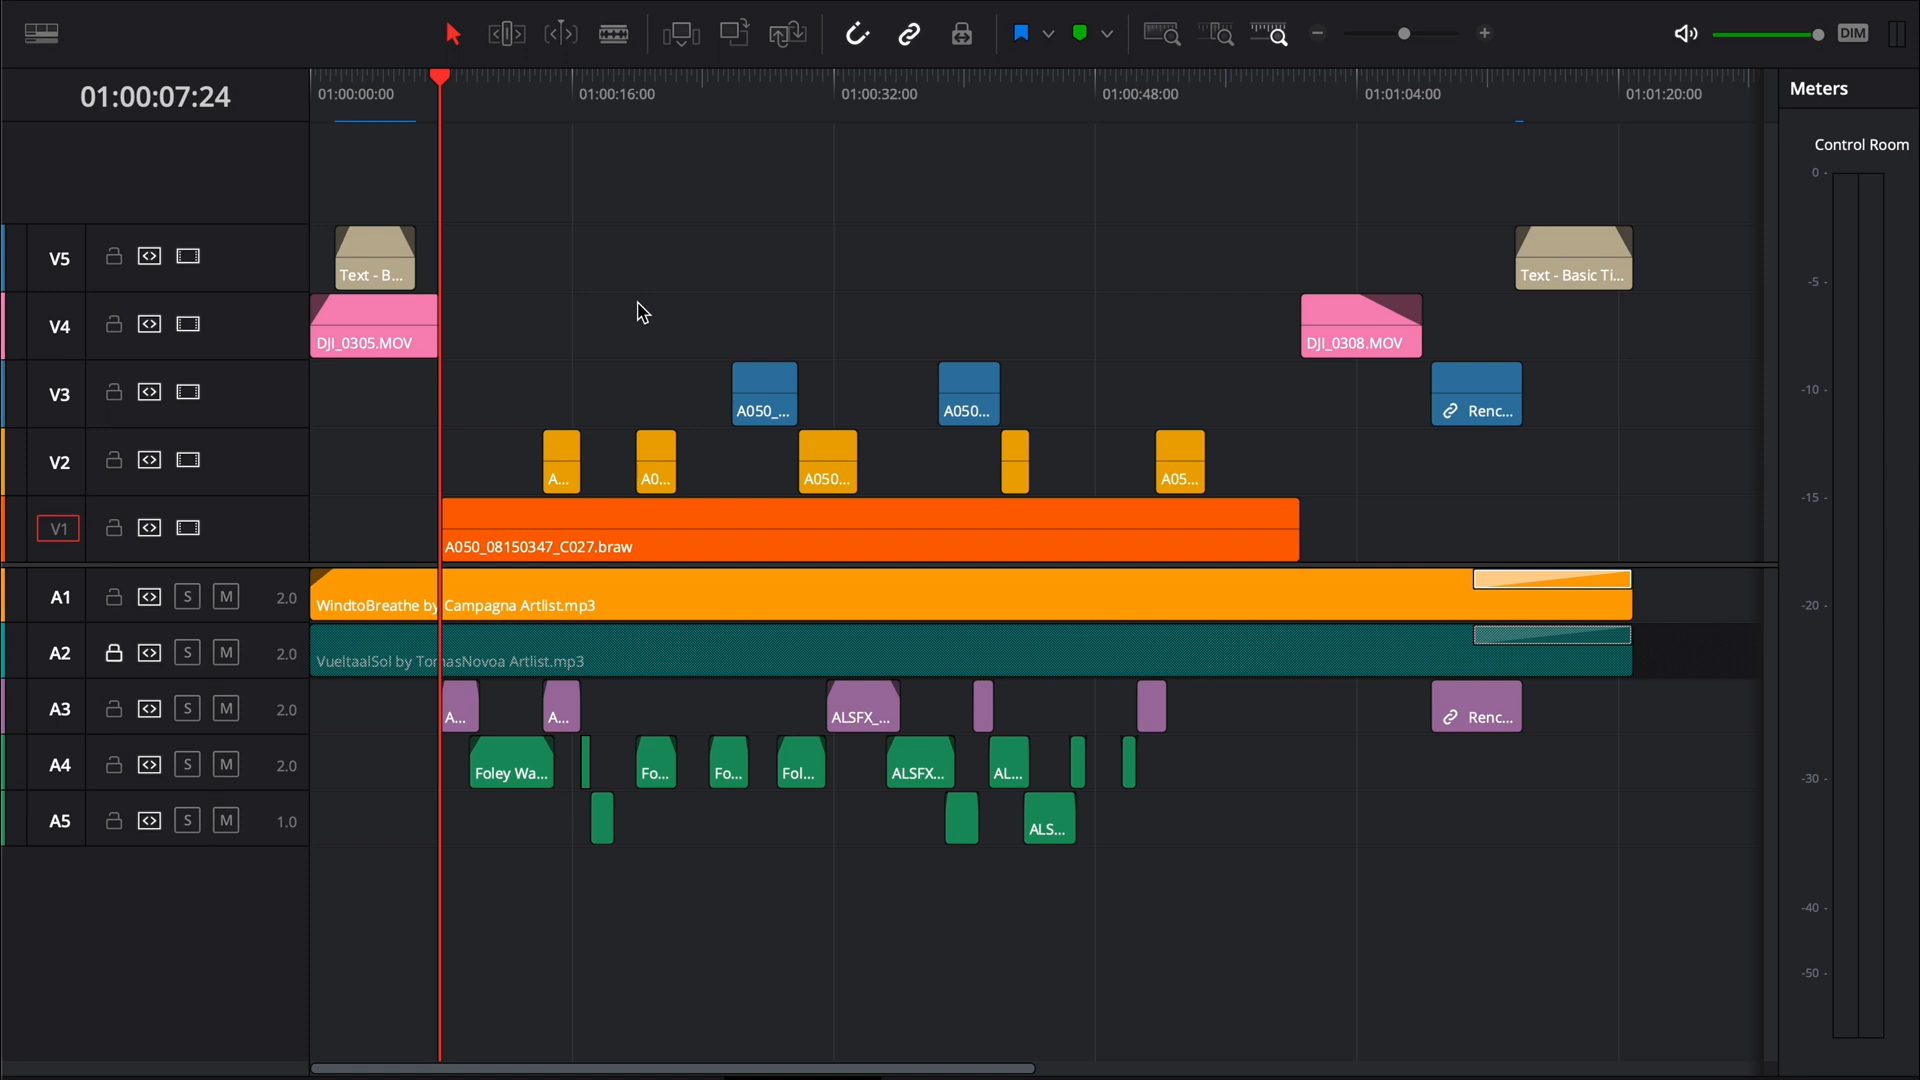 DIM
01:00:07:24
01:00:00:00
01:00:16:00
01:00:32:00
01:00:48:00
01:01:04:00
01:01:20:00
Meters
Control Room
0 -
-5 -
-10 -
-15 -
-20 -
-30 -
-40 -
-50 -
V5
Text - B...
Text - Basic Ti...
V4
DJI_0305.MOV
DJI_0308.MOV
V3
A050_...
A050...
Renc...
V2
A...
A0...
A050...
A05...
V1
A050_08150347_C027.braw
A1 S M 2.0
WindtoBreathe by Campagna Artlist.mp3
A2 S M 2.0
VueltaalSol by TomasNovoa Artlist.mp3
A3 S M 2.0
A...
A...
ALSFX_...
Renc...
A4 S M 2.0
Foley Wa...
Fo...
Fo...
Fol...
ALSFX...
AL...
A5 S M 1.0
ALS...